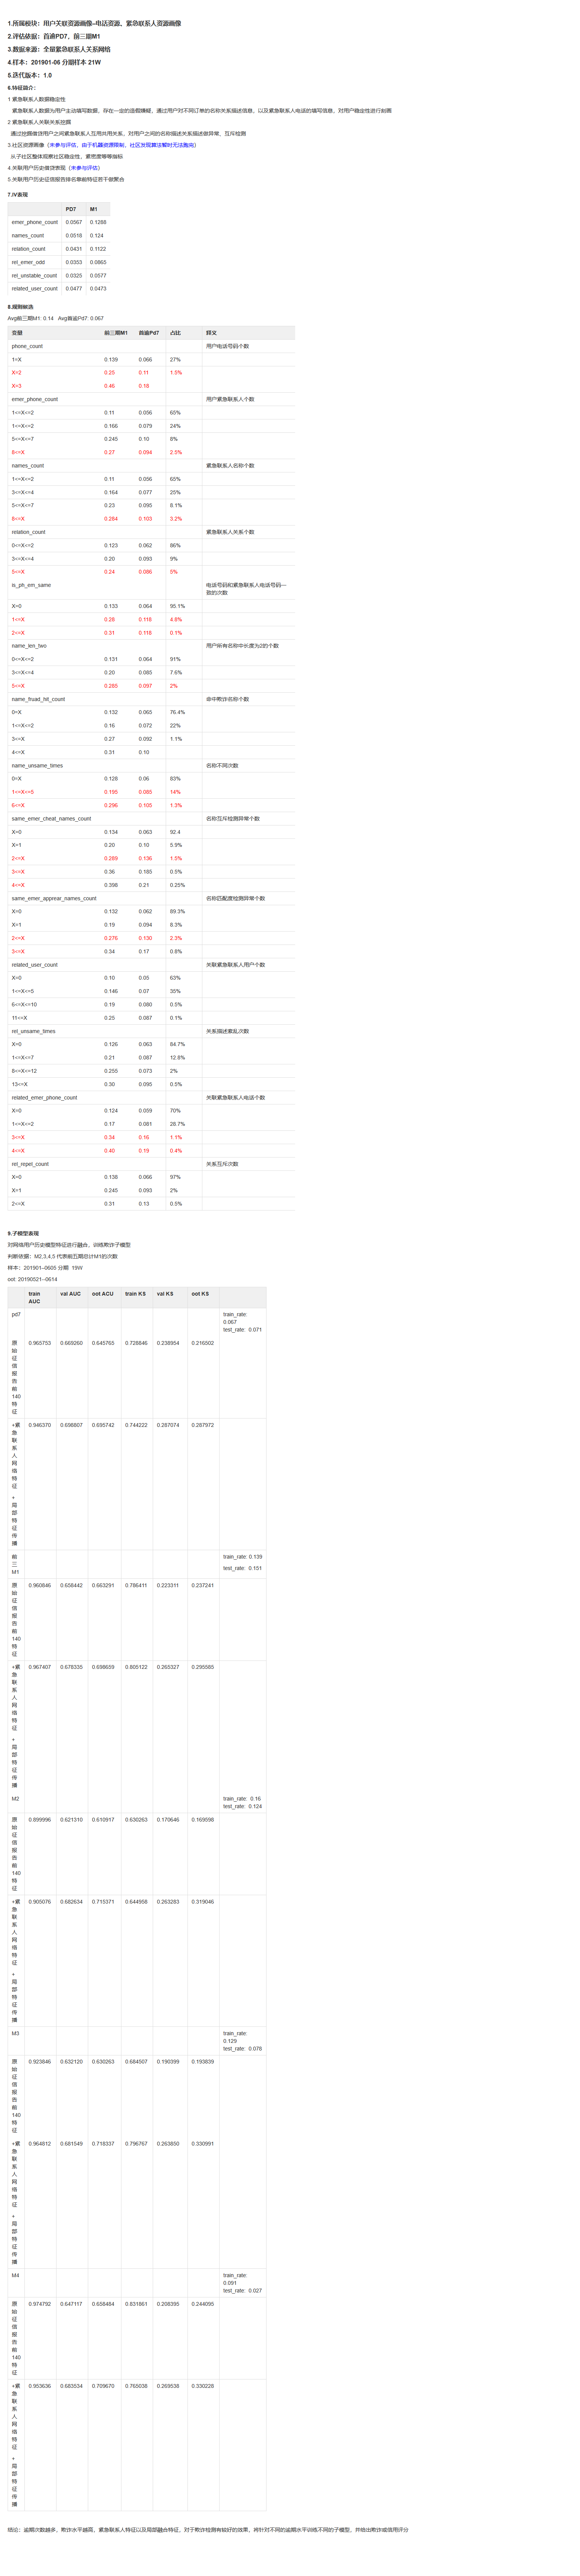 1.所属模块：用户关联资源画像--电话资源、紧急联系人资源画像
2.评估依据：首逾PD7，前三期M1
3.数据来源：全量紧急联系人关系网络
4.样本：201901-06 分期样本 21W
5.迭代版本：1.0
6.特征简介：
1 紧急联系人数据稳定性
紧急联系人数据为用户主动填写数据，存在一定的造假嫌疑，通过用户对不同订单的名称关系描述信息，以及紧急联系人电话的填写信息，对用户稳定性进行刻画
2.紧急联系人关联关系挖掘
通过挖掘借贷用户之间紧急联系人互用共用关系，对用户之间的名称描述关系描述做异常，互斥检测
3.社区资源画像（未参与评估，由于机器资源限制，社区发现算法暂时无法跑完）
从子社区整体观察社区稳定性，紧密度等等指标
4.关联用户历史借贷表现（未参与评估）
5.关联用户历史征信报告排名靠前特征若干做聚合
7.IV表现
PD7 M1
emer_phone_count 0.0567 0.1288
names_count 0.0518 0.124
relation_count 0.0431 0.1122
rel_emer_odd 0.0353 0.0865
rel_unstable_count 0.0325 0.0577
related_user_count 0.0477 0.0473
8.规则候选
Avg前三期M1: 0.14 Avg首逾Pd7: 0.067
变量 前三期M1 首逾Pd7 占比 释义
phone_count 用户电话号码个数
1=X 0.139 0.066 27%
X=2 0.25 0.11 1.5%
X=3 0.46 0.18
emer_phone_count 用户紧急联系人个数
1<=X<=2 0.11 0.056 65%
1<=X<=2 0.166 0.079 24%
5<=X<=7 0.245 0.10 8%
8<=X 0.27 0.094 2.5%
names_count 紧急联系人名称个数
1<=X<=2 0.11 0.056 65%
3<=X<=4 0.164 0.077 25%
5<=X<=7 0.23 0.095 8.1%
8<=X 0.284 0.103 3.2%
relation_count 紧急联系人关系个数
0<=X<=2 0.123 0.062 86%
3<=X<=4 0.20 0.093 9%
5<=X 0.24 0.086 5%
is_ph_em_same 电话号码和紧急联系人电话号码一
致的次数
X=0 0.133 0.064 95.1%
1<=X 0.28 0.118 4.8%
2<=X 0.31 0.118 0.1%
name_len_two 用户所有名称中长度为2的个数
0<=X<=2 0.131 0.064 91%
3<=X<=4 0.20 0.085 7.6%
5<=X 0.285 0.097 2%
name_fruad_hit_count 命中欺诈名称个数
0=X 0.132 0.065 76.4%
1<=X<=2 0.16 0.072 22%
3<=X 0.27 0.092 1.1%
4<=X 0.31 0.10
name_unsame_times 名称不同次数
0=X 0.128 0.06 83%
1<=X<=5 0.195 0.085 14%
6<=X 0.296 0.105 1.3%
same_emer_cheat_names_count 名称互斥检测异常个数
X=0 0.134 0.063 92.4
X=1 0.20 0.10 5.9%
2<=X 0.289 0.136 1.5%
3<=X 0.36 0.185 0.5%
4<=X 0.398 0.21 0.25%
same_emer_apprear_names_count 名称匹配度检测异常个数
X=0 0.132 0.062 89.3%
X=1 0.19 0.094 8.3%
2<=X 0.276 0.130 2.3%
3<=X 0.34 0.17 0.8%
related_user_count 关联紧急联系人用户个数
X=0 0.10 0.05 63%
1<=X<=5 0.146 0.07 35%
6<=X<=10 0.19 0.080 0.5%
11<=X 0.25 0.087 0.1%
rel_unsame_times 关系描述紊乱次数
X=0 0.126 0.063 84.7%
1<=X<=7 0.21 0.087 12.8%
8<=X<=12 0.255 0.073 2%
13<=X 0.30 0.095 0.5%
related_emer_phone_count 关联紧急联系人电话个数
X=0 0.124 0.059 70%
1<=X<=2 0.17 0.081 28.7%
3<=X 0.34 0.16 1.1%
4<=X 0.40 0.19 0.4%
rel_repel_count 关系互斥次数
X=0 0.138 0.066 97%
X=1 0.245 0.093 2%
2<=X 0.31 0.13 0.5%
9.子模型表现
对网络用户历史模型特征进行融合，训练欺诈子模型
判断依据：M2,3,4,5 代表前五期总计M1的次数
样本：201901--0605 分期 19W
oot 20190521--0614
train
AUC val AUC oot ACU train KS val KS oot KS
pd7 train_rate:
0.067
test_rate: 0.071
原始征信报告前140特征 0.965753 0.669260 0.645765 0.728846 0.238954 0.216502
+紧急联系人网络特征
+局部特征传播 0.946370 0.698807 0.695742 0.744222 0.287074 0.287972
前三M1 train_rate: 0.139
test_rate: 0.151
原始征信报告前140特征 0.960846 0.658442 0.663291 0.786411 0.223311 0.237241
+紧急联系人网络特征
+局部特征传播 0.967407 0.678335 0.698659 0.805122 0.265327 0.295585
M2 train_rate: 0.16
test_rate: 0.124
原始征信报告前140特征 0.899996 0.621310 0.610917 0.630263 0.170646 0.169598
+紧急联系人网络特征
+局部特征传播 0.905076 0.682634 0.715371 0.644958 0.263283 0.319046
M3 train_rate:
0.129
test_rate: 0.078
原始征信报告前140特征 0.923846 0.632120 0.630263 0.684507 0.190399 0.193839
+紧急联系人网络特征
+局部特征传播 0.964812 0.681549 0.718337 0.796767 0.263850 0.330991
M4 train_rate:
0.091
test_rate: 0.027
原始征信报告前140特征 0.974792 0.647117 0.658484 0.831861 0.208395 0.244095
+紧急联系人网络特征
+局部特征传播 0.953636 0.683534 0.709670 0.765038 0.269538 0.330228
结论：逾期次数越多，欺诈水平越高，紧急联系人特征以及局部融合特征，对于欺诈检测有较好的效果，将针对不同的逾期水平训练不同的子模型，并给出欺诈或信用评分